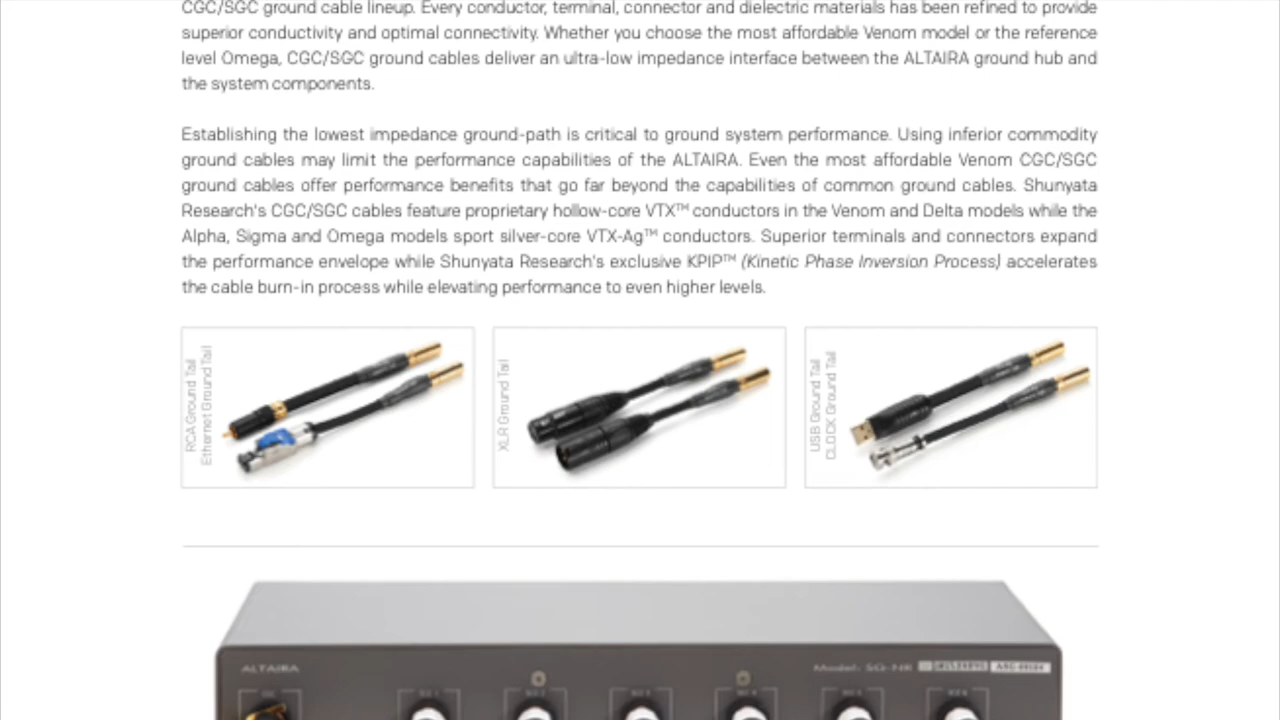 CGC/SGC ground cable lineup. Every conductor, terminal, connector and dielectric materials has been refined to provide
superior conductivity and optimal connectivity. Whether you choose the most affordable Venom model or the reference
level Omega, CGC/SGC ground cables deliver an ultra-low impedance interface between the ALTAIRA ground hub and
the system components.
Establishing the lowest impedance ground-path is critical to ground system performance. Using inferior commodity
ground cables may limit the performance capabilities of the ALTAIRA. Even the most affordable Venom CGC/SGC
ground cables offer performance benefits that go far beyond the capabilities of common ground cables. Shunyata
Research's CGC/SGC cables feature proprietary hollow-core VTX™ conductors in the Venom and Delta models while the
Alpha, Sigma and Omega models sport silver-core VTX-Ag™ conductors. Superior terminals and connectors expand
the performance envelope while Shunyata Research's exclusive KPIP™ (Kinetic Phase Inversion Process) accelerates
the cable burn-in process while elevating performance to even higher levels.
RCA Ground Tail
Ethernet Ground Tail
XLR Ground Tail
USB Ground Tail
CLOCK Ground Tail
ALTAIRA
Model: SG-NR